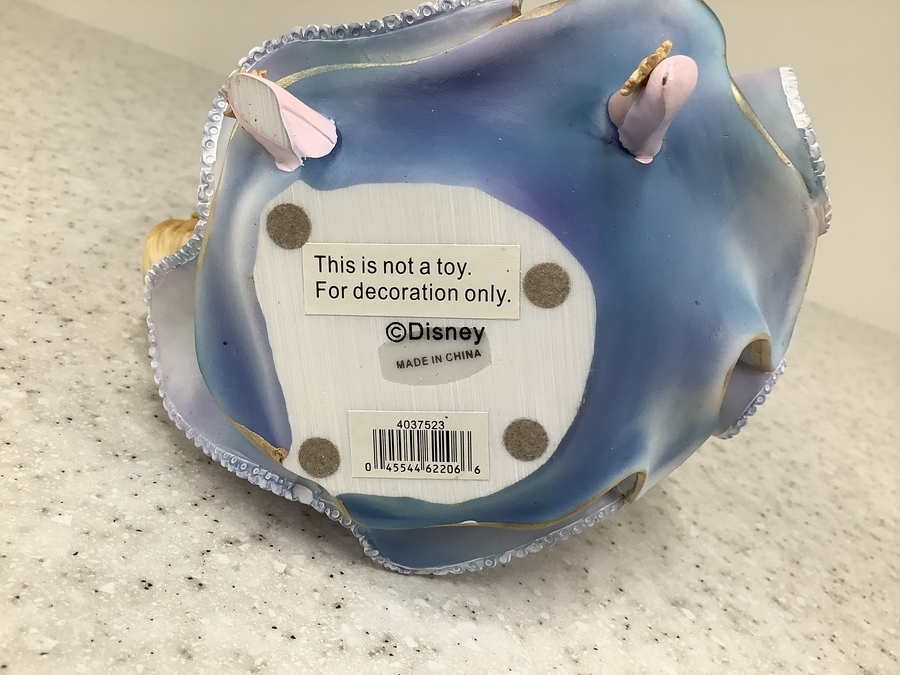 This is not a toy.
For decoration only.
©Disney
MADE IN CHINA
4037523
0 45544 62206 6